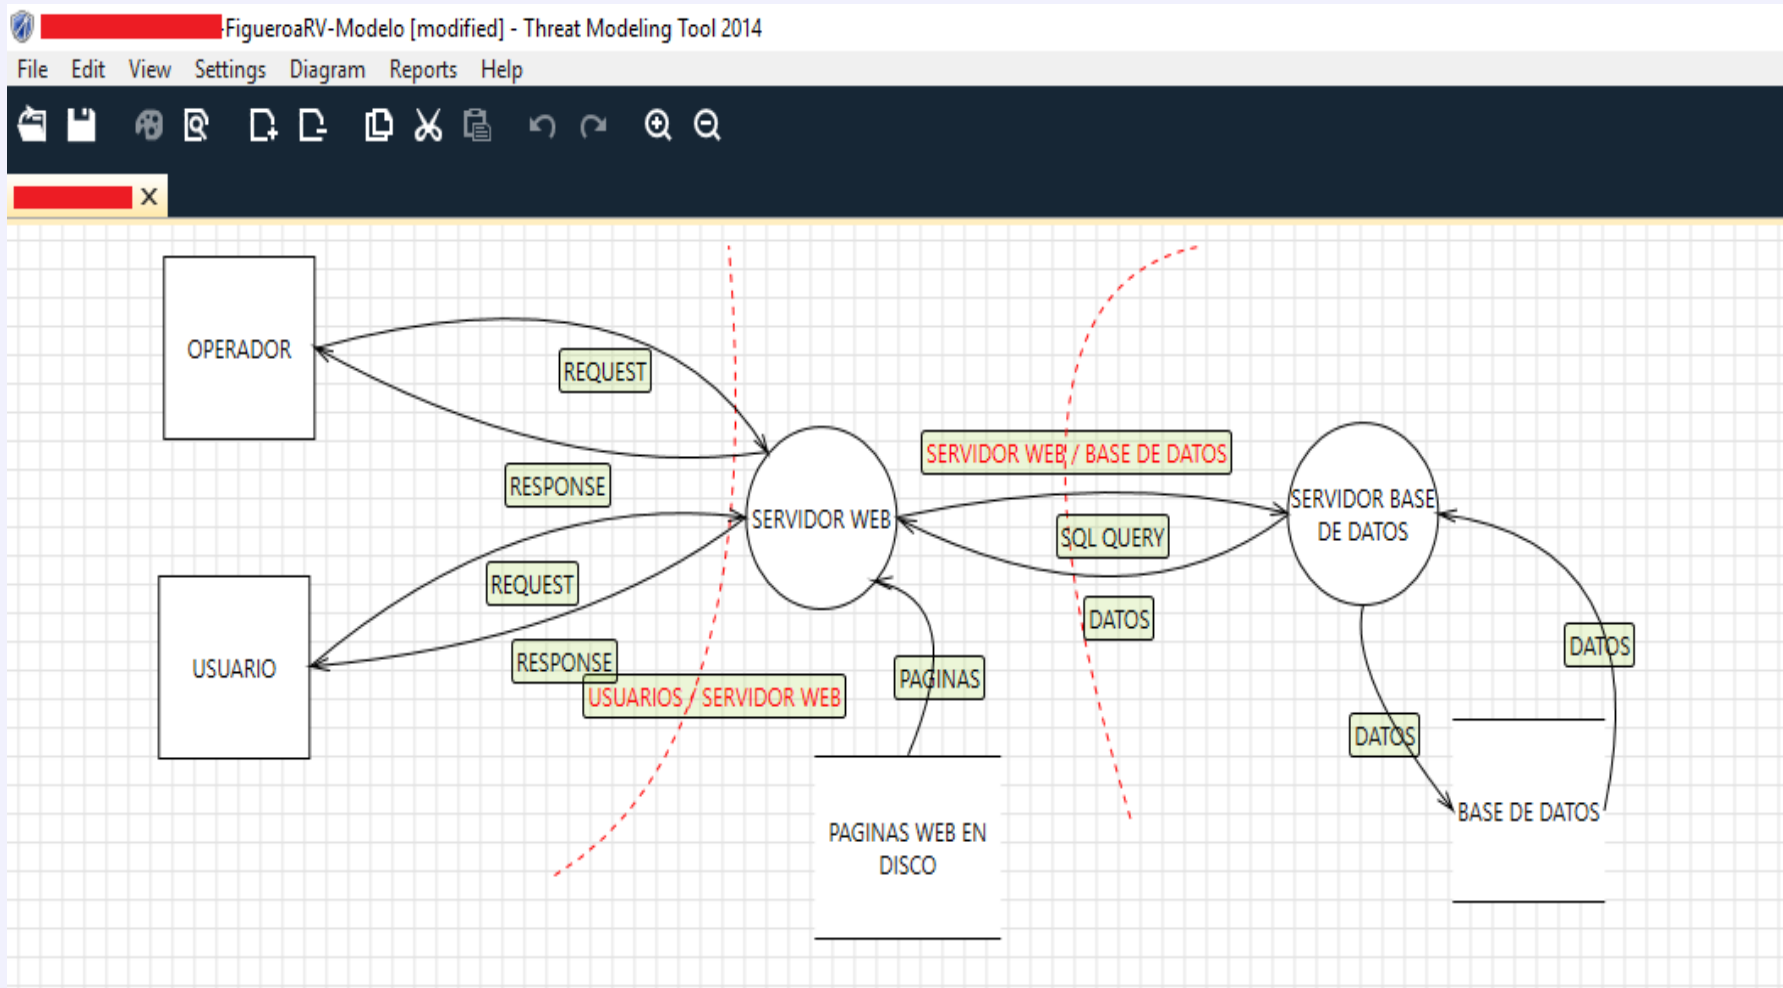 -FigueroaRV-Modelo [modified] - Threat Modeling Tool 2014
File Edit View Settings Diagram Reports Help
X
OPERADOR
REQUEST
RESPONSE
SERVIDOR WEB / BASE DE DATOS
SERVIDOR WEB
SERVIDOR BASE
DE DATOS
SQL QUERY
REQUEST
DATOS
DATOS
USUARIO
RESPONSE
USUARIOS / SERVIDOR WEB
PAGINAS
DATOS
BASE DE DATOS
PAGINAS WEB EN
DISCO